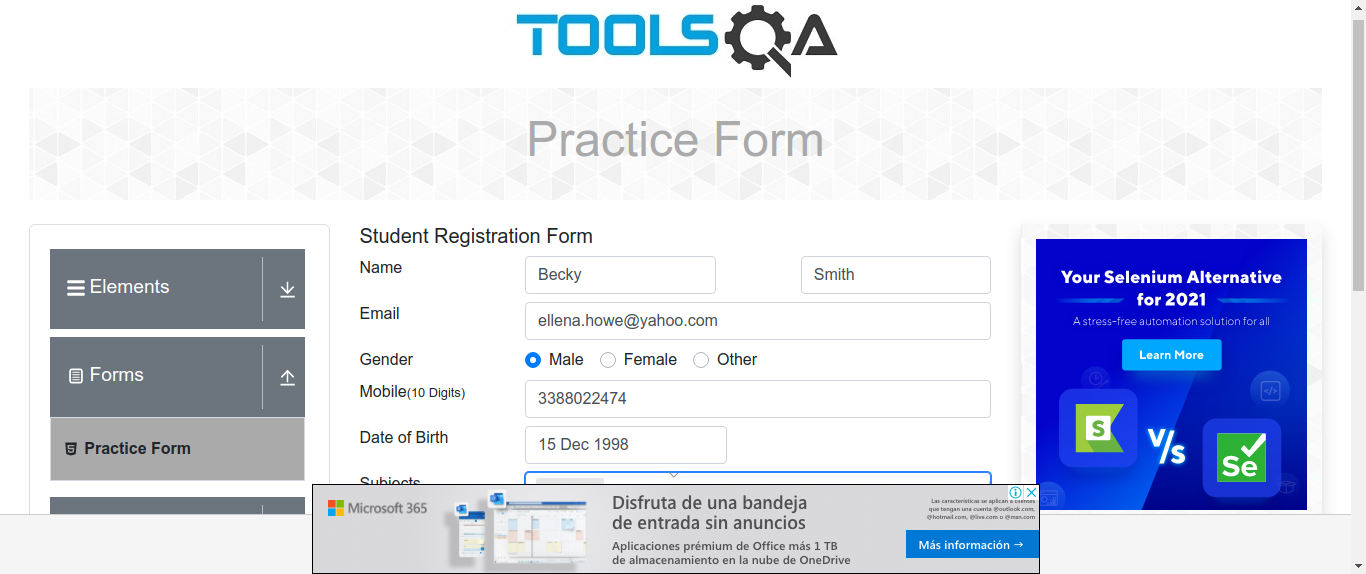 TOOLSQA
Practice Form
Elements
Forms
Practice Form
Student Registration Form
Name
Becky
Smith
Email
ellena.howe@yahoo.com
Gender
Male
Female
Other
Mobile(10 Digits)
3388022474
Date of Birth
15 Dec 1998
Subjects
Your Selenium Alternative
for 2021
A stress-free automation solution for all
Learn More
S
V/s
Se
Microsoft 365
Disfruta de una bandeja
de entrada sin anuncios
Aplicaciones prémium de Office más 1 TB
de almacenamiento en la nube de OneDrive
Las características se aplican a clientes
que tengan una cuenta @outlook.com,
@hotmail.com, @live.com o @msn.com
Más información →